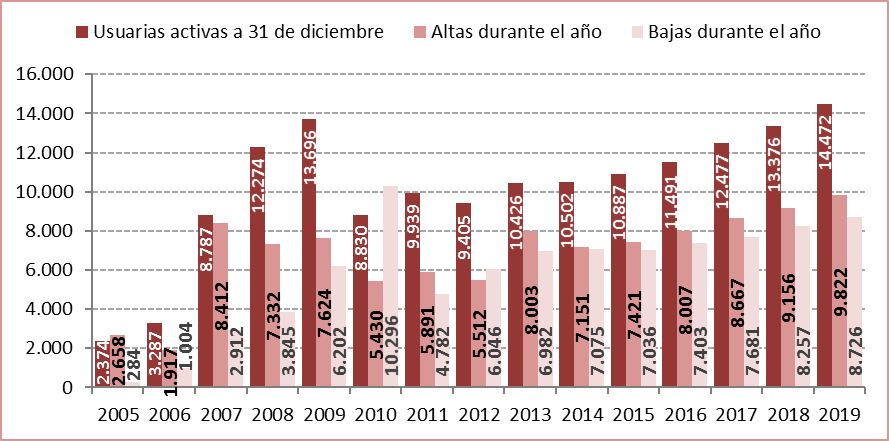 Usuarias activas a 31 de diciembre Altas durante el año Bajas durante el año
16.000
14.000
12.000
10.000
8.000
6.000
4.000
2.000
0
2.374 2.658 284
3.287 1.917 1.004
8.787 8.412 2.912
12.274 7.332 3.845
13.696 7.624 6.202
8.830 5.430 10.296
9.939 5.891 4.782
9.405 5.512 6.046
10.426 8.003 6.982
10.502 7.151 7.075
10.887 7.421 7.036
11.491 8.007 7.403
12.477 8.667 7.681
13.376 9.156 8.257
14.472 9.822 8.726
2005 2006 2007 2008 2009 2010 2011 2012 2013 2014 2015 2016 2017 2018 2019